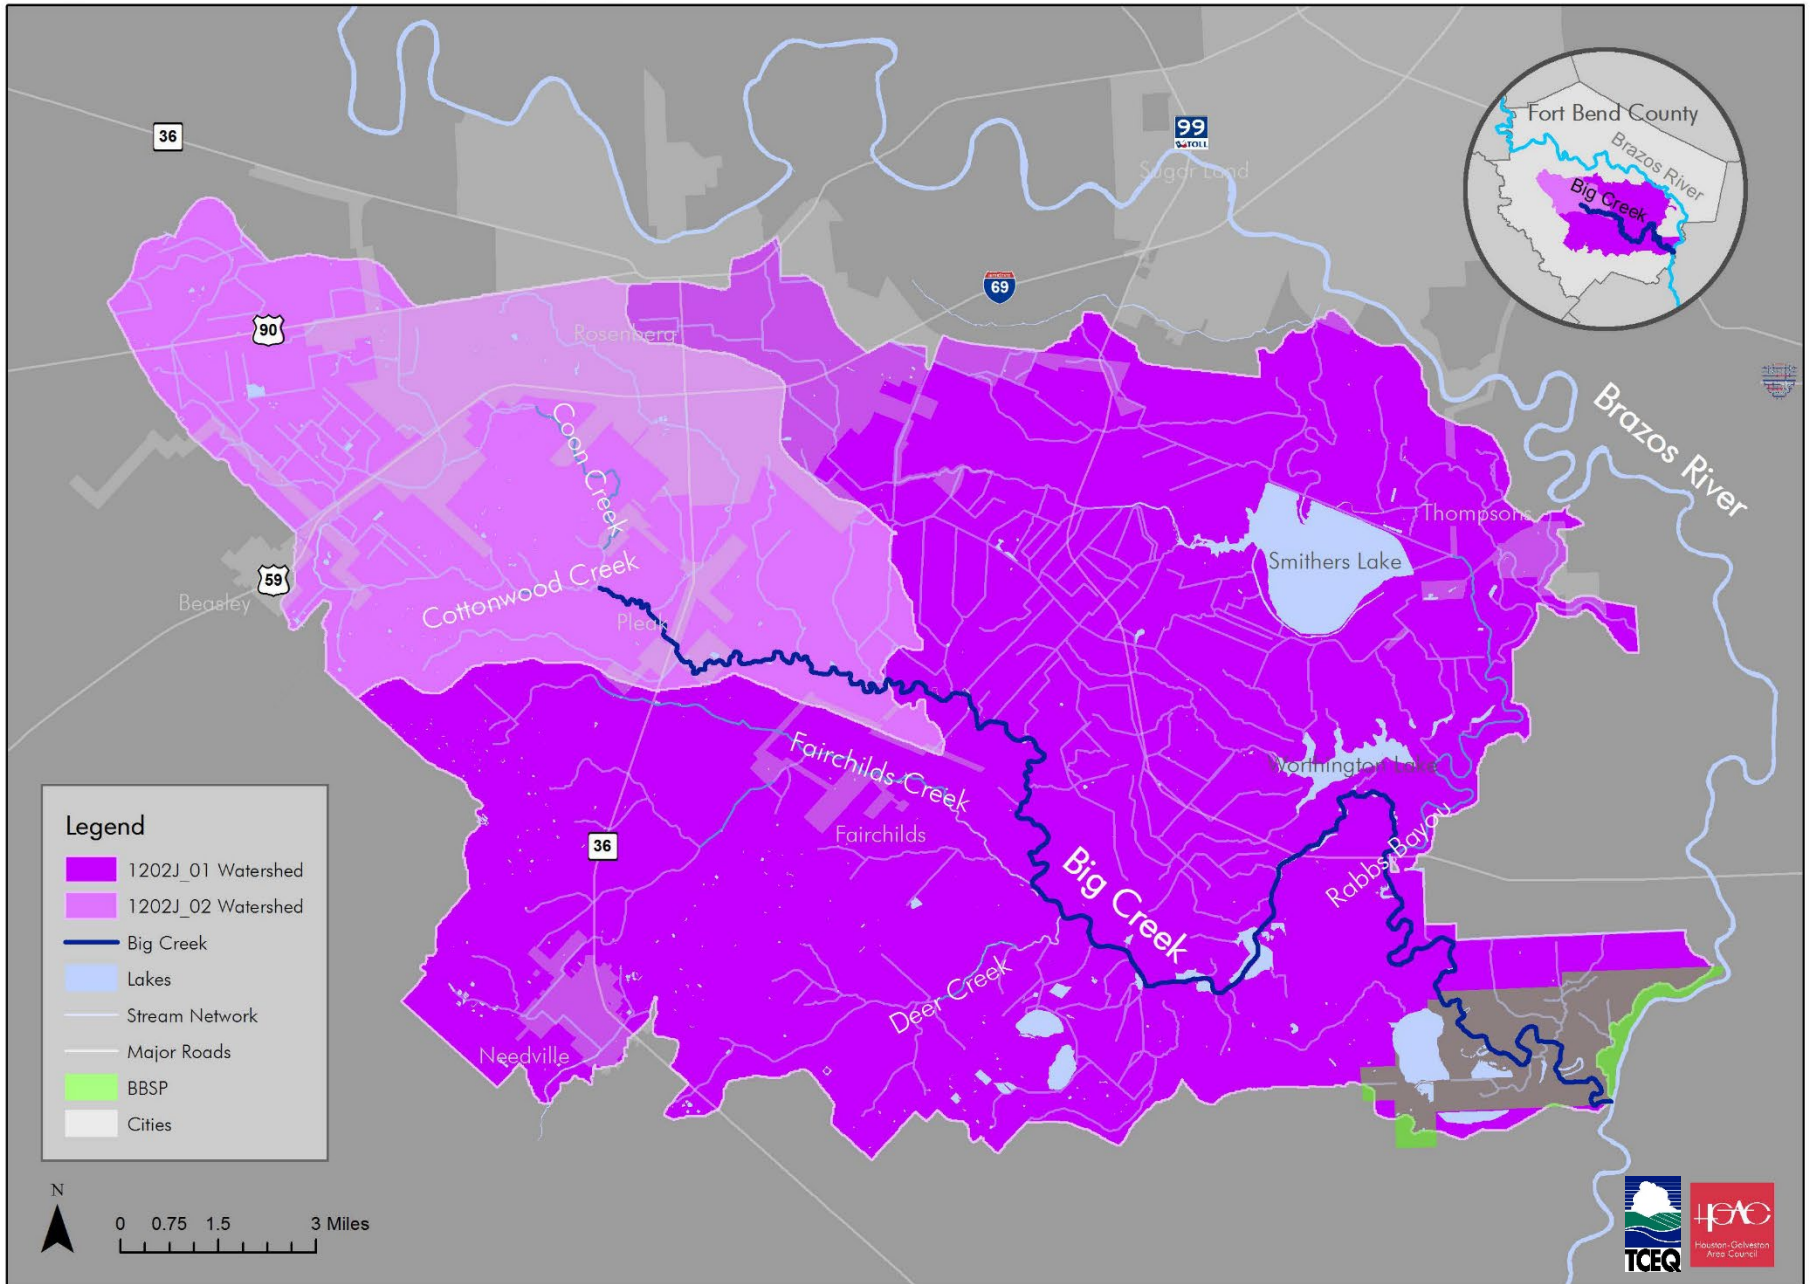 36
99
TOLL
Sugar Land
Fort Bend County
Brazos River
Big Creek
69
90
Rosenberg
Coon Creek
Brazos River
Thompsons
Smithers Lake
59
Beasley
Cottonwood Creek
Pleak
Fairchilds Creek
Worthington Lake
Fairchilds
36
Rabbs Bayou
Big Creek
Deer Creek
Needville
Legend
1202J_01 Watershed
1202J_02 Watershed
Big Creek
Lakes
Stream Network
Major Roads
BBSP
Cities
N
0 0.75 1.5 3 Miles
TCEQ
Houston-Galveston
Area Council